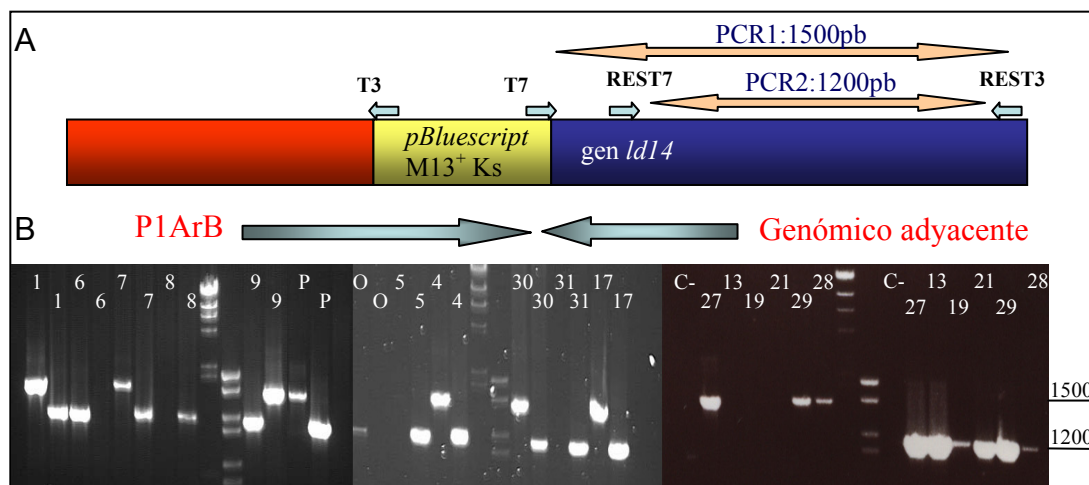 A
PCR1:1500pb
T3 T7 REST7 PCR2:1200pb REST3
pBluescript
M13⁺ Ks
gen ld14
B
P1ArB
Genómico adyacente
1 6 7 8 9 P
1 6 7 8 9 P
O 5 4 30 31 17
O 5 4 30 31 17
C- 13 21 28
27 19 29
C- 13 21 28
27 19 29
1500
1200